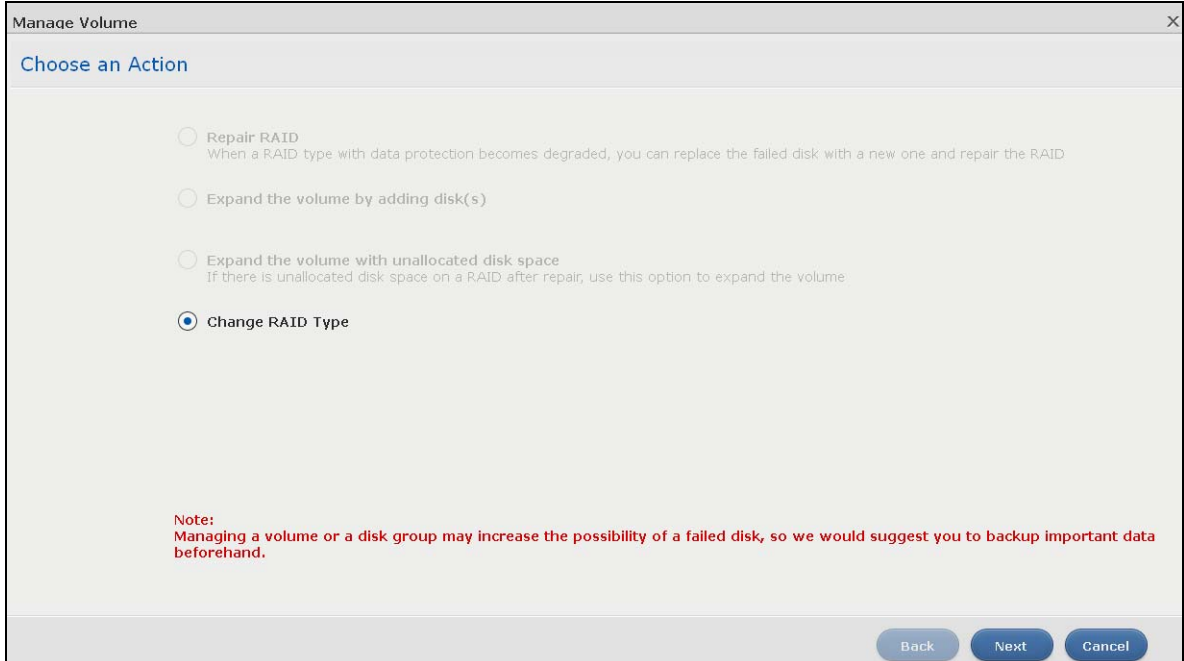 Manage Volume
Choose an Action
Repair RAID
When a RAID type with data protection becomes degraded, you can replace the failed disk with a new one and repair the RAID
Expand the volume by adding disk(s)
Expand the volume with unallocated disk space
If there is unallocated disk space on a RAID after repair, use this option to expand the volume
Change RAID Type
Note:
Managing a volume or a disk group may increase the possibility of a failed disk, so we would suggest you to backup important data
beforehand.
Back Next Cancel